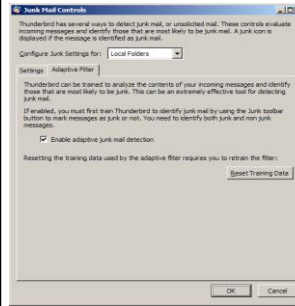 Junk Mail Controls
Thunderbird has several ways to detect junk mail, or unsolicited mail. These controls evaluate
incoming messages and identify those that are most likely to be junk mail. A junk icon is
displayed if the message is identified as junk mail.
Configure Junk Settings for: Local Folders
Settings Adaptive Filter
Thunderbird can be trained to analyze the contents of your incoming messages and identify
those that are most likely to be junk. This can be an extremely effective tool for detecting
junk mail.
If enabled, you must first train Thunderbird to identify junk mail by using the Junk toolbar
button to mark messages as junk or not. You need to identify both junk and non junk
messages.
Enable adaptive junk mail detection
Resetting the training data used by the adaptive filter requires you to retrain the filter:
Reset Training Data
OK Cancel